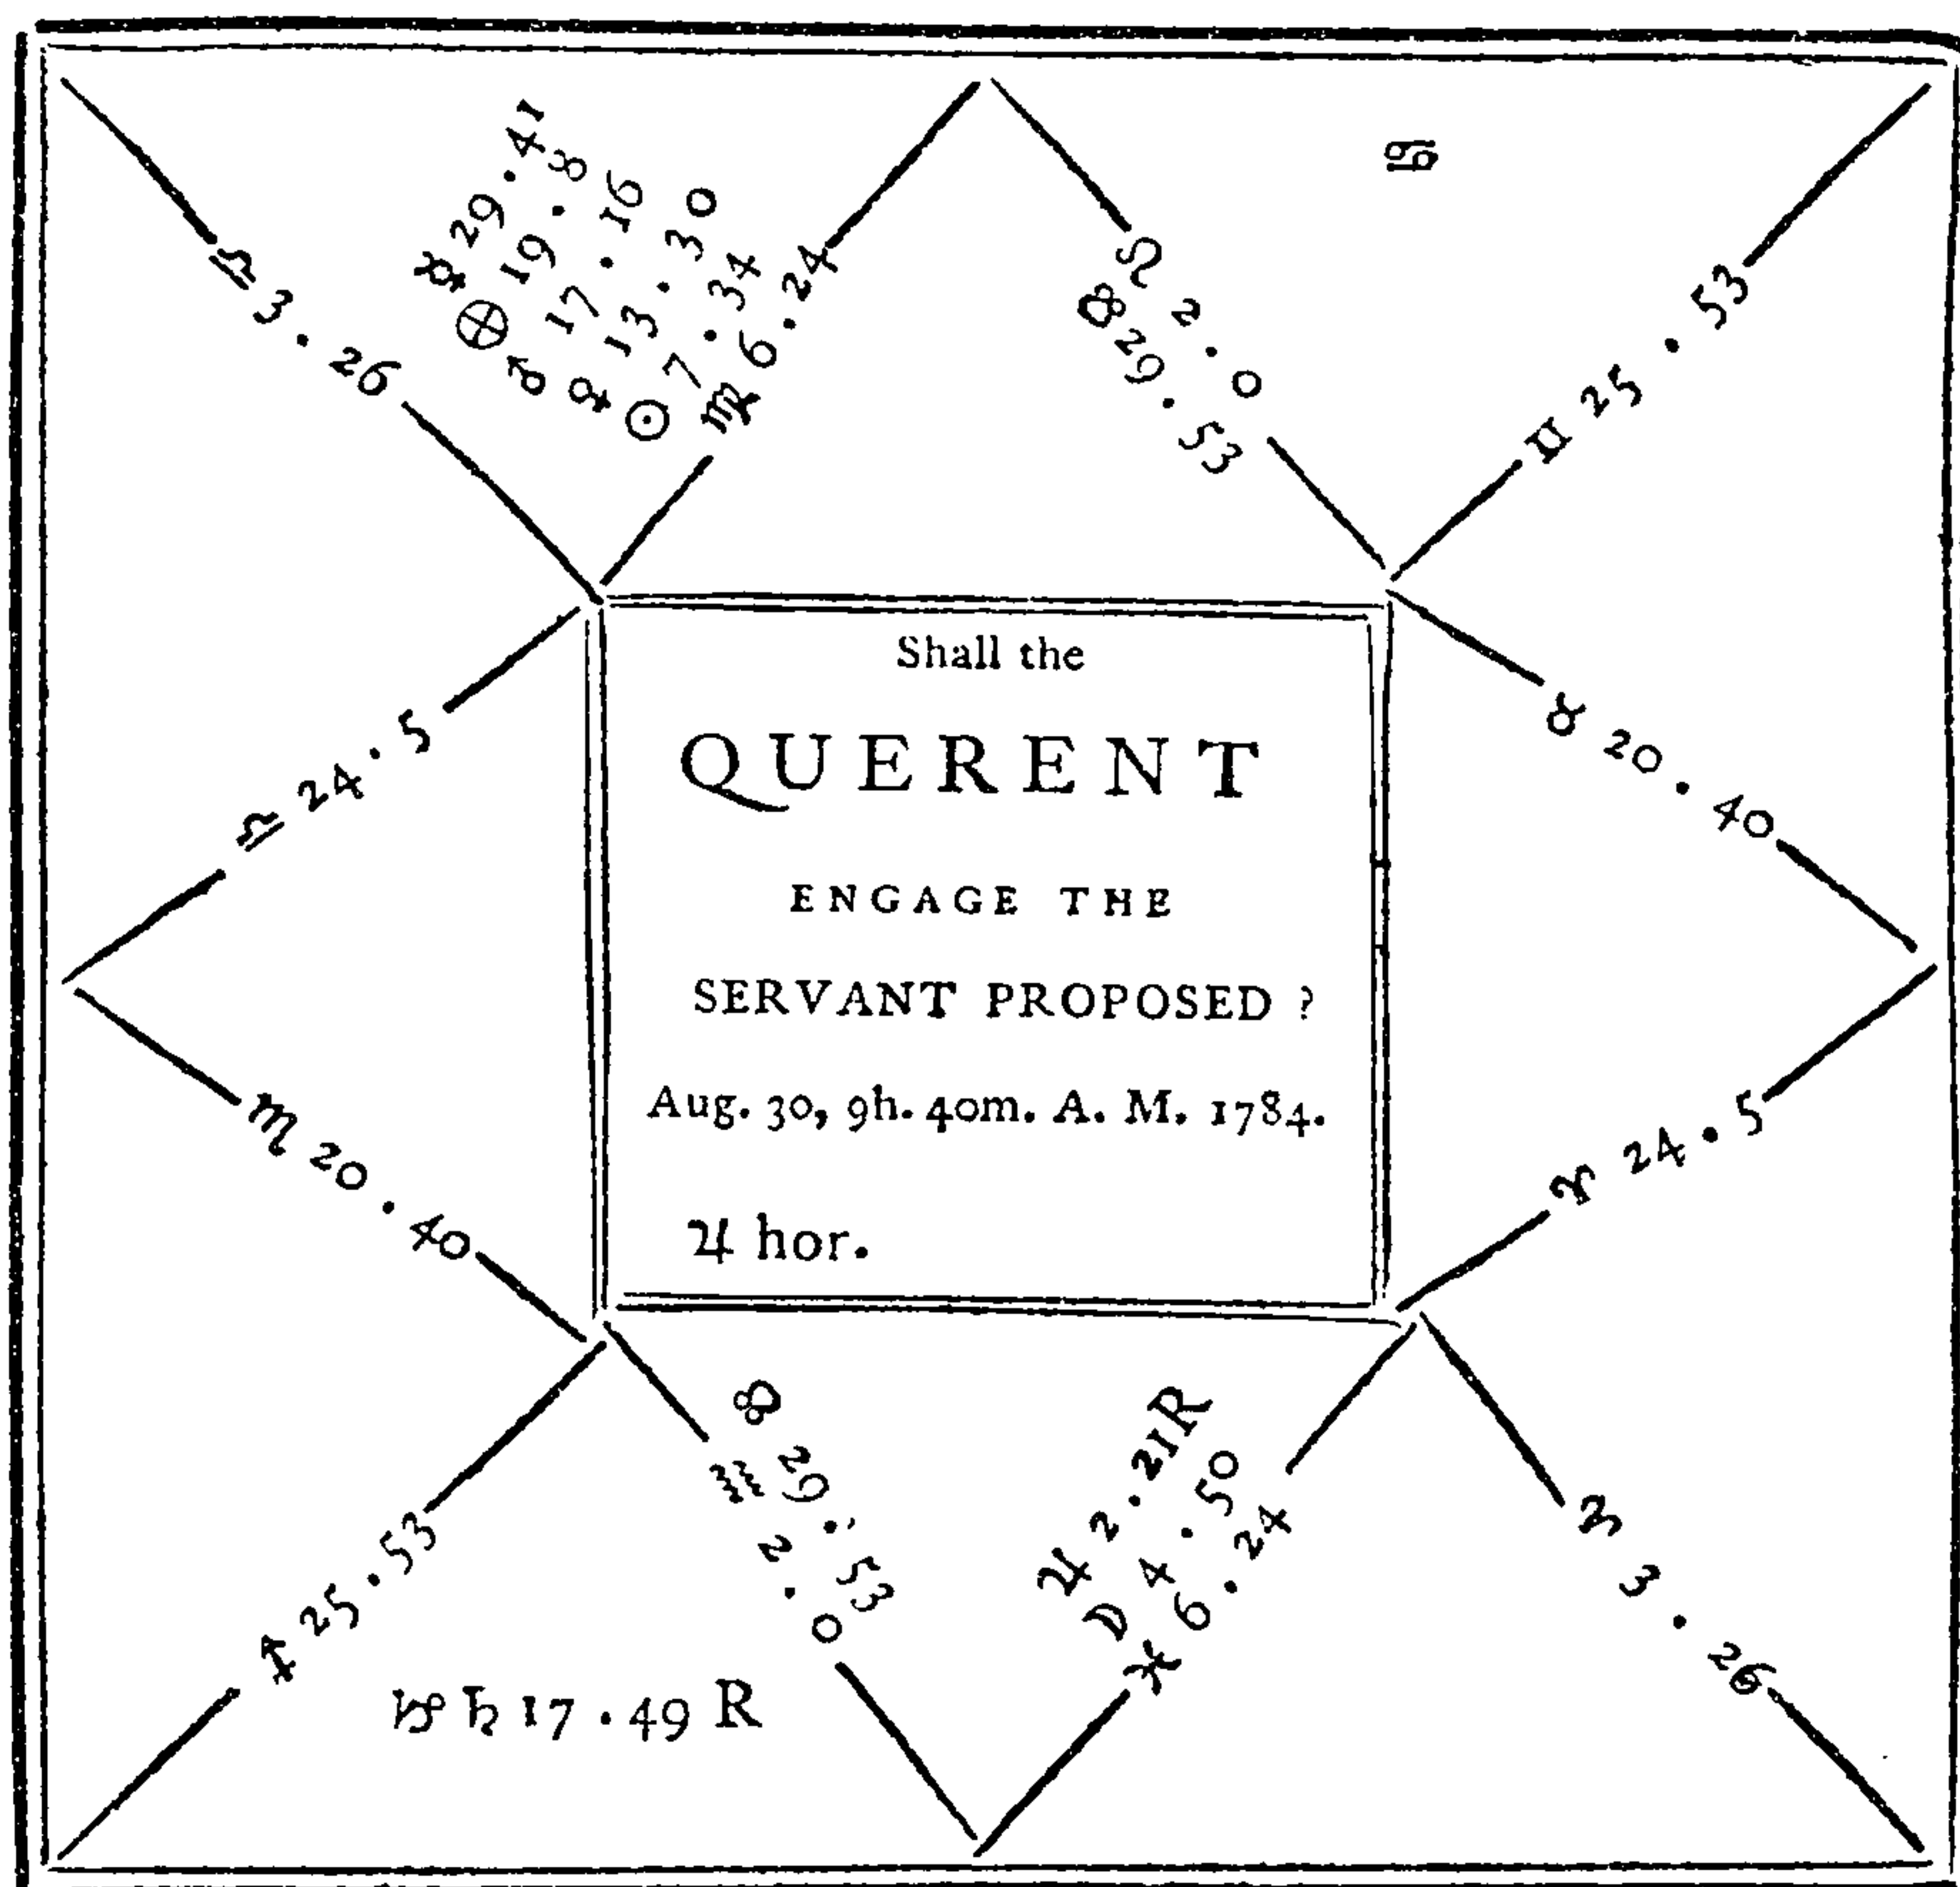 ☿ 29 . 41
⊕ 19 . 8
♂ 17 . 16
♀ 13 . 30
☉ 7 . 34
♍ 6 . 24
♎ 3 . 26
♋
♌ 2 . 0
29 . 53
♊ 25 . 53
♎ 24 . 5
♉ 20 . 40
Shall the
QUERENT
ENGAGE THE
SERVANT PROPOSED ?
Aug. 30, 9h. 40m. A. M. 1784.
♃ hor.
♏ 20 . 40
♈ 24 . 5
♐ 25 . 53
♑ ♄ 17 . 49 R
29 . 53
♒ 2 . 0
♃ 2 . 21R
☽ 4 . 50
♓ 6 . 24
3 . 26